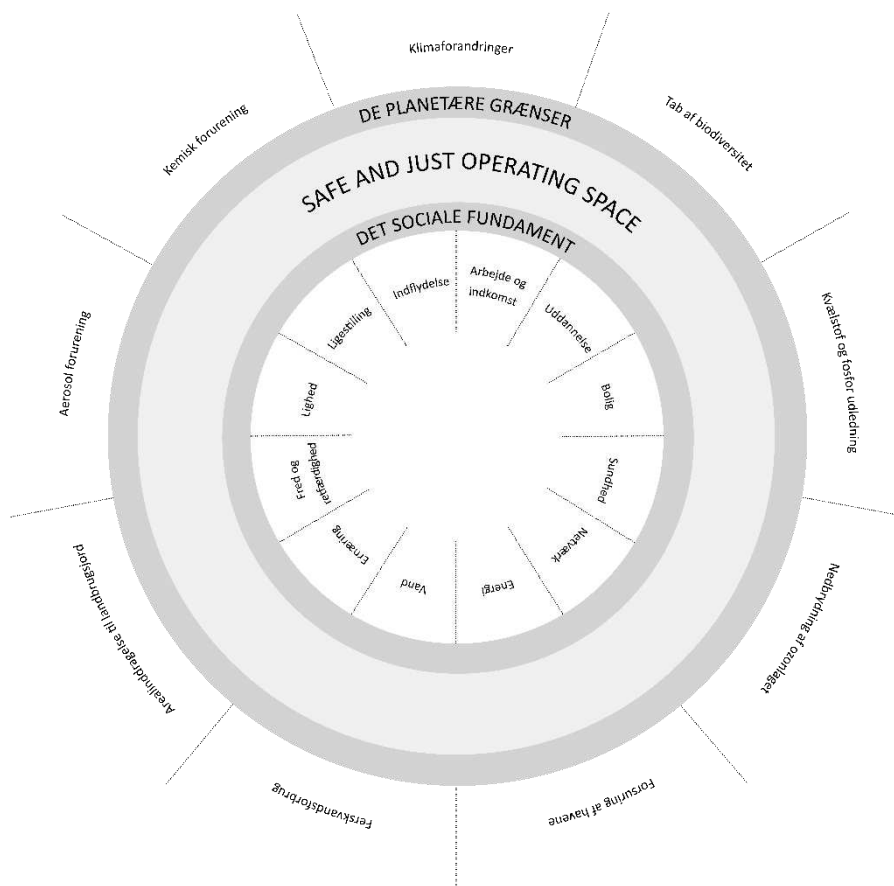 Klimaforandringer
Tab af biodiversitet
Kvælstof og fosfor udledning
Nedbrydning af ozonlaget
Forsuring af havene
Ferskvandsforbrug
Arealinddragelse til landbrugsjord
Aerosol forurening
Kemisk forurening
DE PLANETÆRE GRÆNSER
SAFE AND JUST OPERATING SPACE
DET SOCIALE FUNDAMENT
Arbejde og
indkomst
Uddannelse
Bolig
Sundhed
Netværk
Energi
Vand
Ernæring
Fred og
retfærdighed
Lighed
Ligestilling
Indflydelse